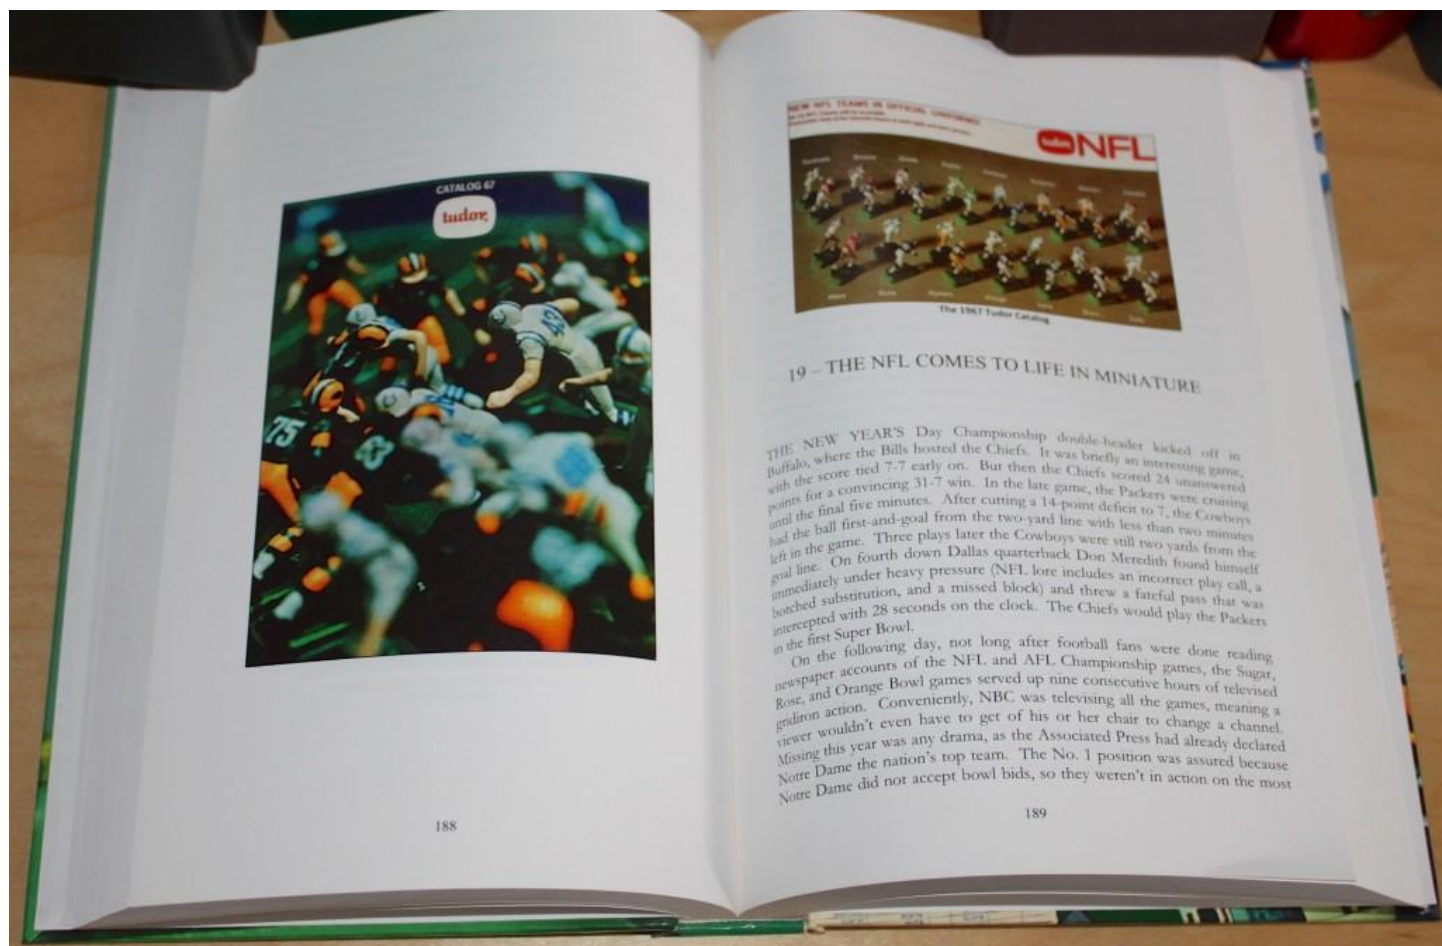 CATALOG 67
tudor
75
63
43
188
NEW NFL TEAMS IN OFFICIAL UNIFORMS!
tudor NFL
The 1967 Tudor Catalog
19 – THE NFL COMES TO LIFE IN MINIATURE
THE NEW YEAR'S Day Championship double-header kicked off in
Buffalo, where the Bills hosted the Chiefs. It was briefly an interesting game,
with the score tied 7-7 early on. But then the Chiefs scored 24 unanswered
points for a convincing 31-7 win. In the late game, the Packers were cruising
until the final five minutes. After cutting a 14-point deficit to 7, the Cowboys
had the ball first-and-goal from the two-yard line with less than two minutes
left in the game. Three plays later the Cowboys were still two yards from the
goal line. On fourth down Dallas quarterback Don Meredith found himself
immediately under heavy pressure (NFL lore includes an incorrect play call, a
botched substitution, and a missed block) and threw a fateful pass that was
intercepted with 28 seconds on the clock. The Chiefs would play the Packers
in the first Super Bowl.
On the following day, not long after football fans were done reading
newspaper accounts of the NFL and AFL Championship games, the Sugar,
Rose, and Orange Bowl games served up nine consecutive hours of televised
gridiron action. Conveniently, NBC was televising all the games, meaning a
viewer wouldn't even have to get of his or her chair to change a channel.
Missing this year was any drama, as the Associated Press had already declared
Notre Dame the nation's top team. The No. 1 position was assured because
Notre Dame did not accept bowl bids, so they weren't in action on the most
189